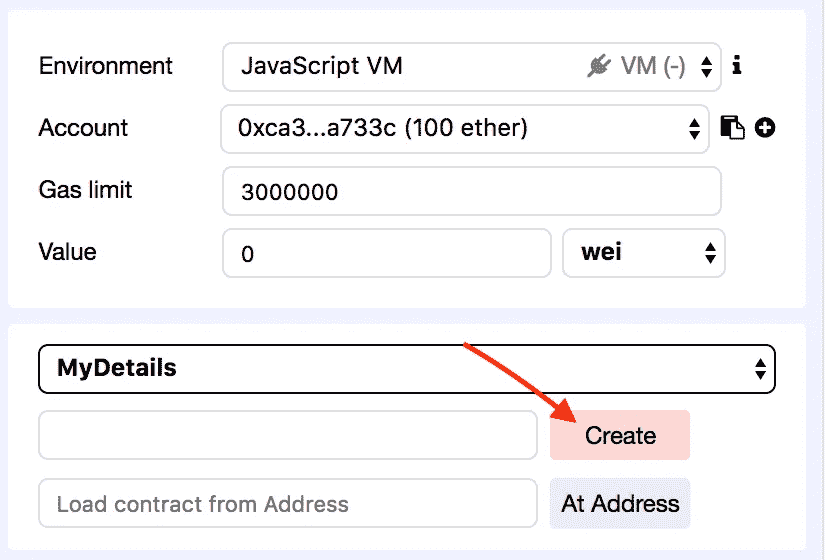 Environment JavaScript VM VM (-)
Account 0xca3...a733c (100 ether)
Gas limit 3000000
Value 0 wei
MyDetails
Create
Load contract from Address At Address